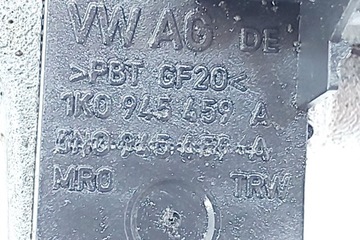 VW AG DE
>PBT GF20<
1K0 945 459 A
MRO TRW